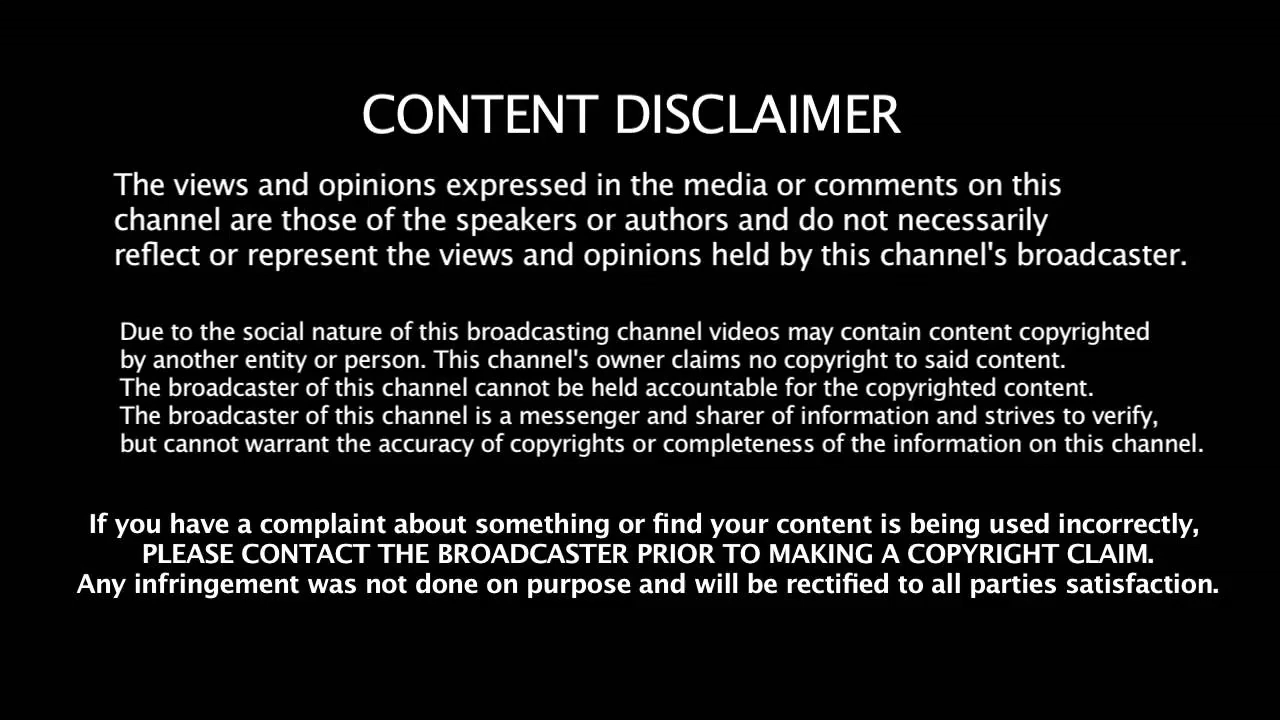 CONTENT DISCLAIMER
The views and opinions expressed in the media or comments on this
channel are those of the speakers or authors and do not necessarily
reflect or represent the views and opinions held by this channel's broadcaster.
Due to the social nature of this broadcasting channel videos may contain content copyrighted
by another entity or person. This channel's owner claims no copyright to said content.
The broadcaster of this channel cannot be held accountable for the copyrighted content.
The broadcaster of this channel is a messenger and sharer of information and strives to verify,
but cannot warrant the accuracy of copyrights or completeness of the information on this channel.
If you have a complaint about something or find your content is being used incorrectly,
PLEASE CONTACT THE BROADCASTER PRIOR TO MAKING A COPYRIGHT CLAIM.
Any infringement was not done on purpose and will be rectified to all parties satisfaction.